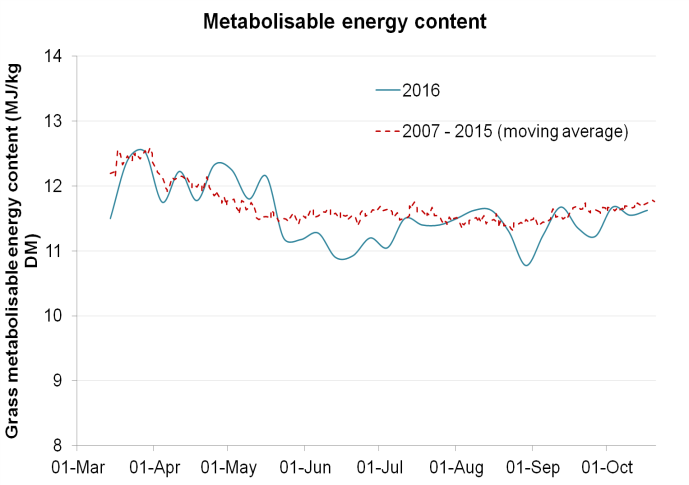 Metabolisable energy content
Grass metabolisable energy content (MJ/kg
DM)
14
13
12
11
10
9
8
2016
2007 - 2015 (moving average)
01-Mar 01-Apr 01-May 01-Jun 01-Jul 01-Aug 01-Sep 01-Oct